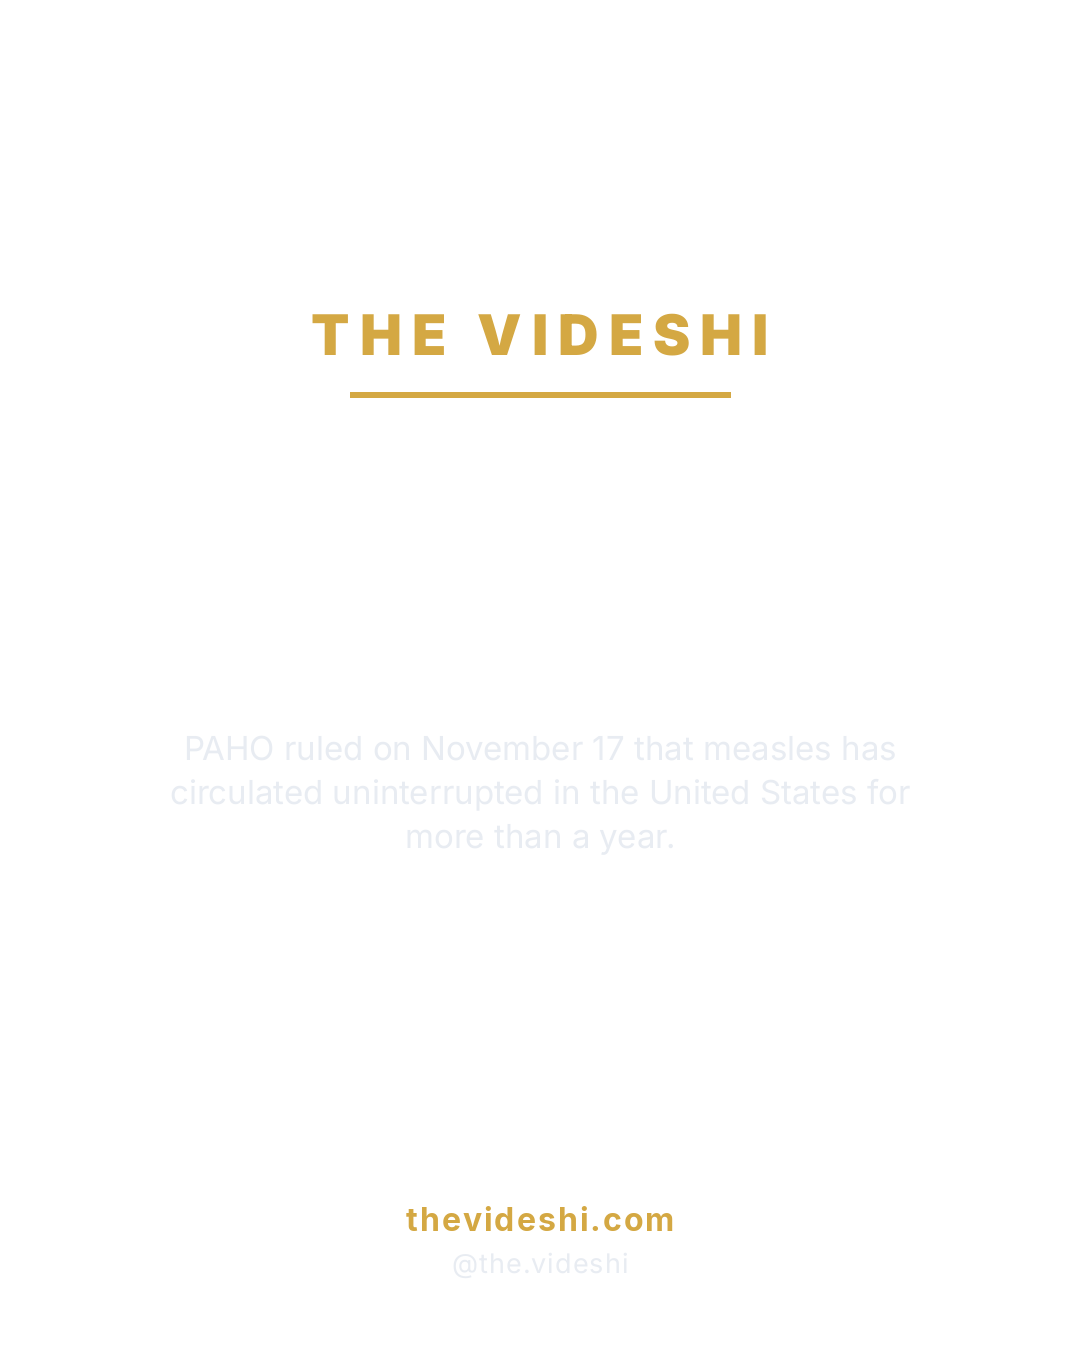 THE VIDESHI
PAHO ruled on November 17 that measles has
circulated uninterrupted in the United States for
more than a year.
thevideshi.com
@the.videshi